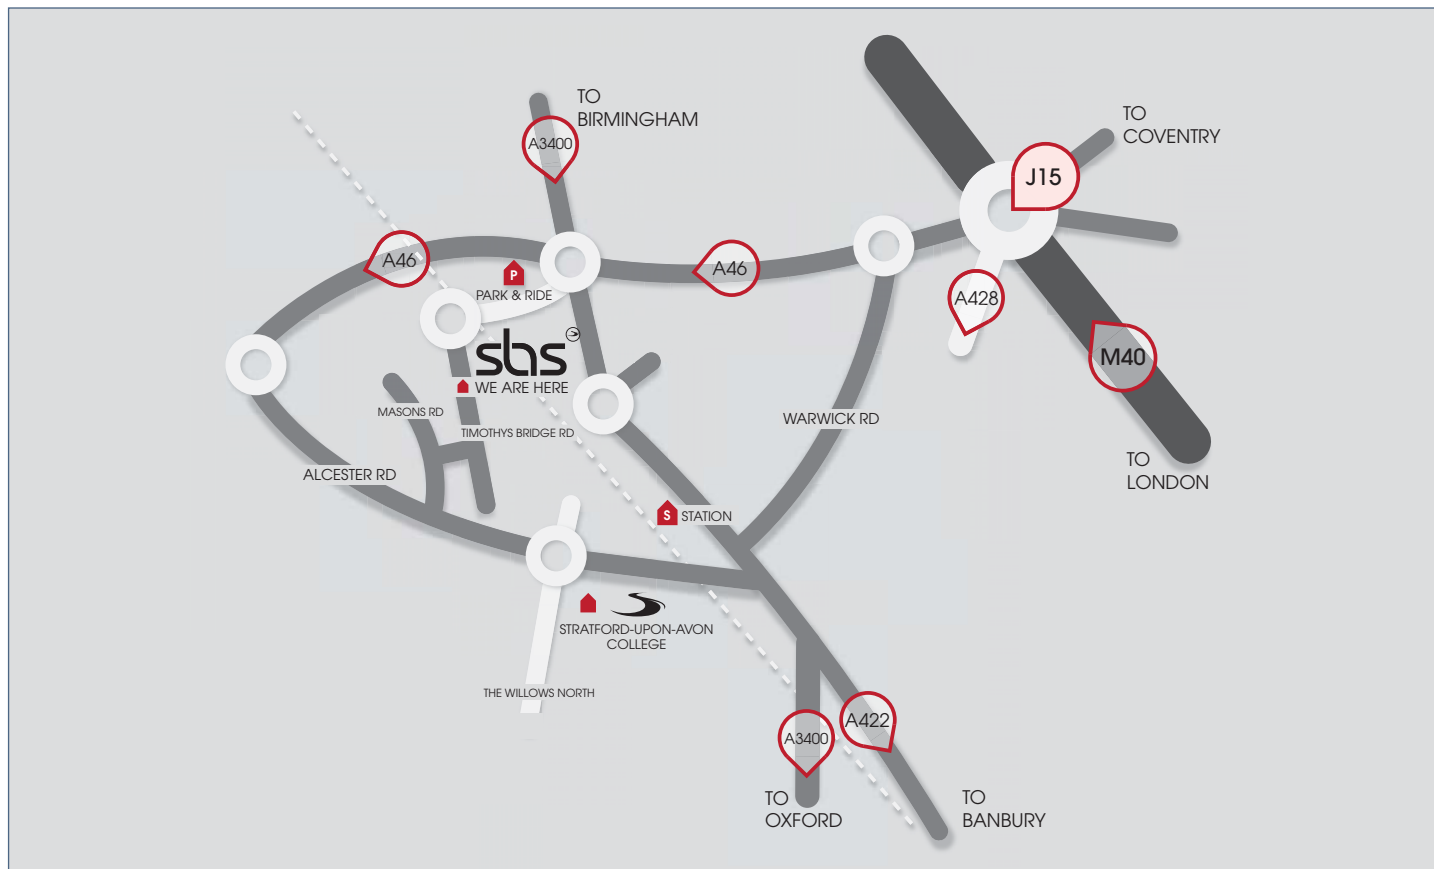 TO
BIRMINGHAM
A3400
TO
COVENTRY
J15
A46
A46
P
PARK & RIDE
A428
sbs
WE ARE HERE
M40
MASONS RD
TIMOTHYS BRIDGE RD
WARWICK RD
ALCESTER RD
TO
LONDON
S
STATION
STRATFORD-UPON-AVON
COLLEGE
THE WILLOWS NORTH
A422
A3400
TO
OXFORD
TO
BANBURY